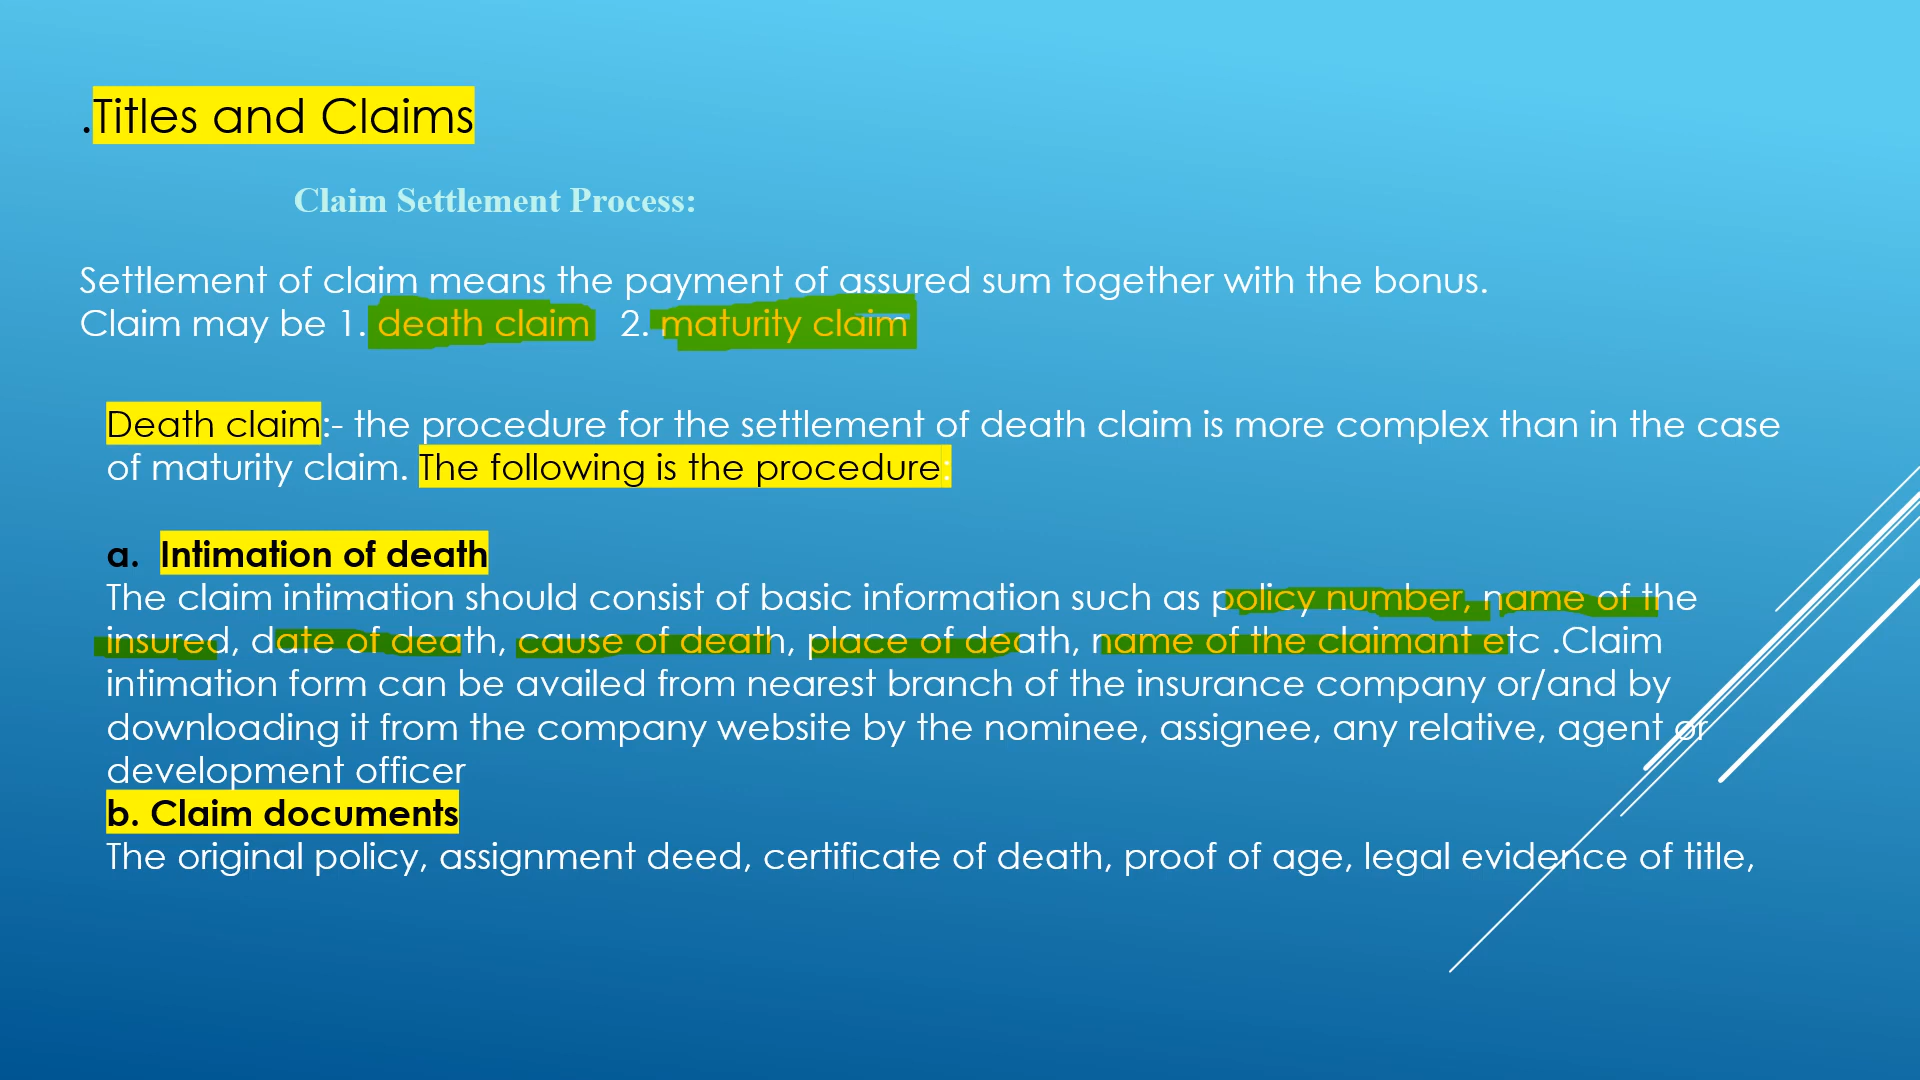 .Titles and Claims
Claim Settlement Process:
Settlement of claim means the payment of assured sum together with the bonus.
Claim may be 1. death claim 2. maturity claim
Death claim:- the procedure for the settlement of death claim is more complex than in the case
of maturity claim. The following is the procedure:
a. Intimation of death
The claim intimation should consist of basic information such as policy number, name of the
insured, date of death, cause of death, place of death, name of the claimant etc .Claim
intimation form can be availed from nearest branch of the insurance company or/and by
downloading it from the company website by the nominee, assignee, any relative, agent or
development officer
b. Claim documents
The original policy, assignment deed, certificate of death, proof of age, legal evidence of title,